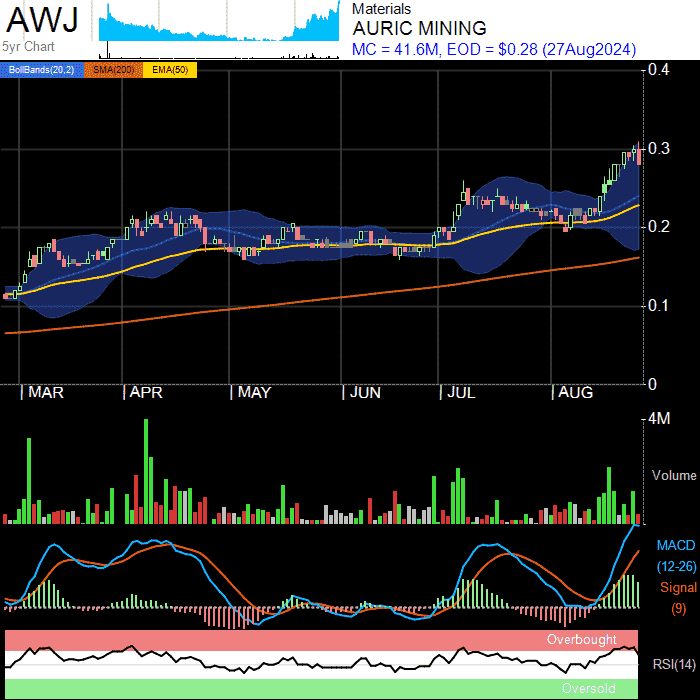 AWJ
5yr Chart
Materials
AURIC MINING
MC = 41.6M, EOD = $0.28 (27Aug2024)
BollBands(20,2) SMA(200) EMA(50)
0.4
0.3
0.2
0.1
0
MAR APR MAY JUN JUL AUG
4M
Volume
MACD
(12-26)
Signal
(9)
Overbought
RSI(14)
Oversold